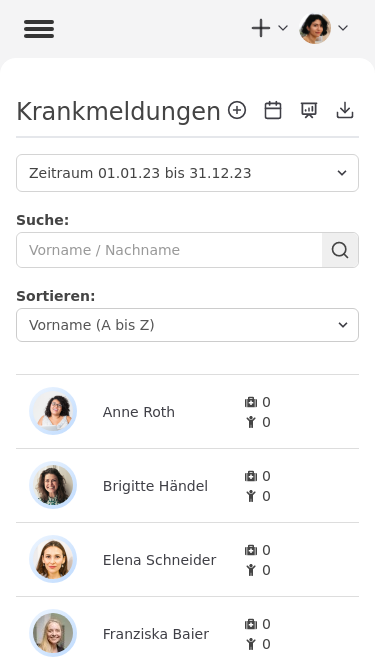 Krankmeldungen
Zeitraum 01.01.23 bis 31.12.23
Suche:
Vorname / Nachname
Sortieren:
Vorname (A bis Z)
Anne Roth
0
0
Brigitte Händel
0
0
Elena Schneider
0
0
Franziska Baier
0
0